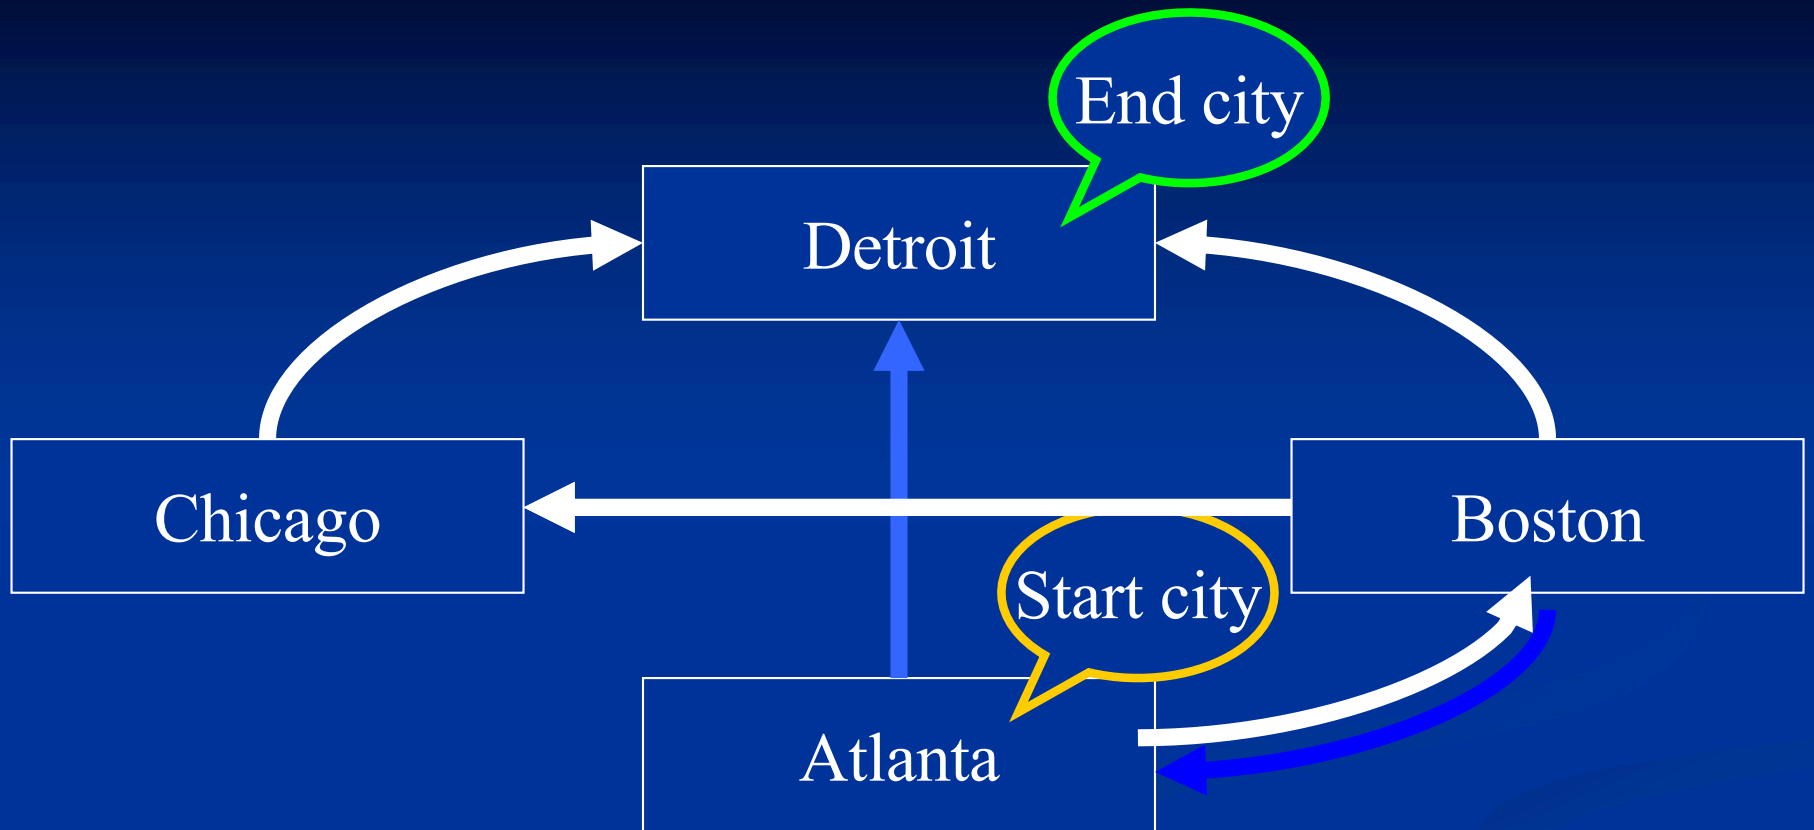 End city
Detroit
Chicago
Boston
Start city
Atlanta